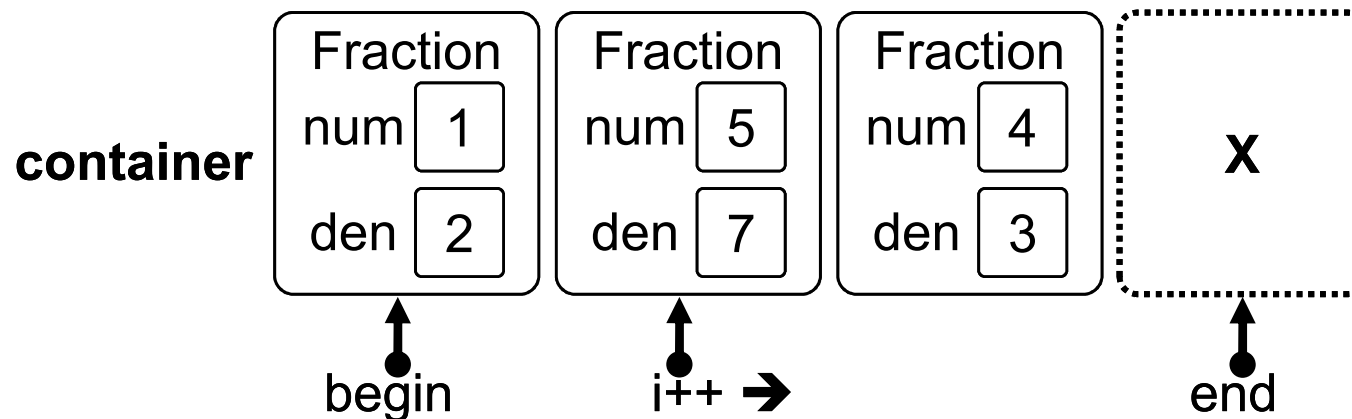 Fraction Fraction Fraction
num 1 num 5 num 4
container X
den 2 den 7 den 3
begin i++ ➔ end